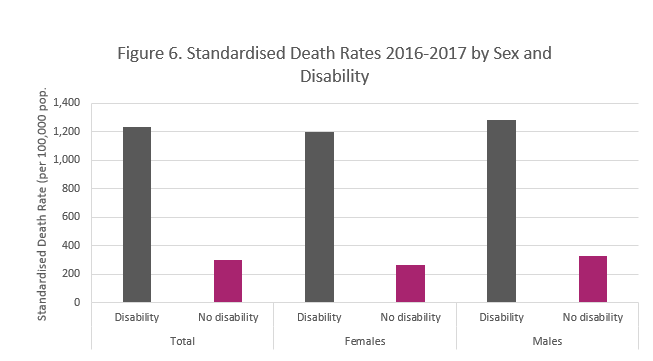 Figure 6. Standardised Death Rates 2016-2017 by Sex and
Disability
Standardised Death Rate (per 100,000 pop.
1,400
1,200
1,000
800
600
400
200
0
Disability No disability Disability No disability Disability No disability
Total Females Males